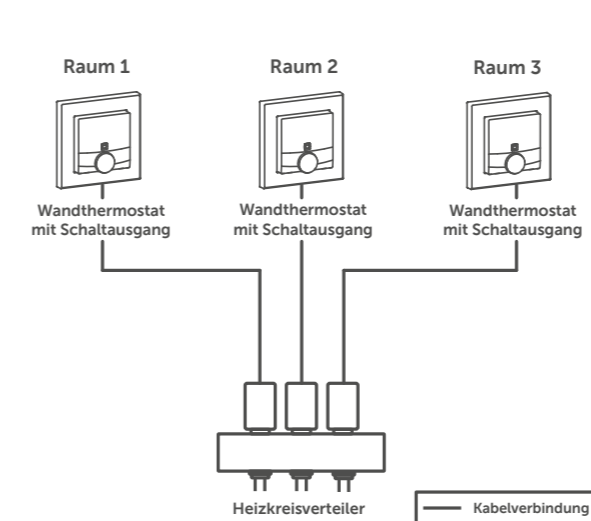 Raum 1
Raum 2
Raum 3
Wandthermostat
mit Schaltausgang
Wandthermostat
mit Schaltausgang
Wandthermostat
mit Schaltausgang
Heizkreisverteiler
Kabelverbindung